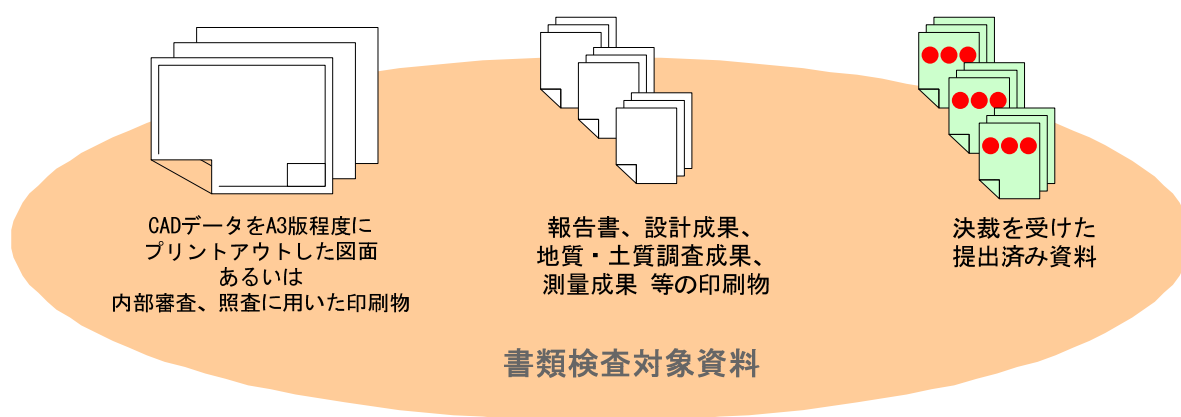 CADデータをA3版程度に
プリントアウトした図面
あるいは
内部審査、照査に用いた印刷物
報告書、設計成果、
地質・土質調査成果、
測量成果 等の印刷物
決裁を受けた
提出済み資料
書類検査対象資料